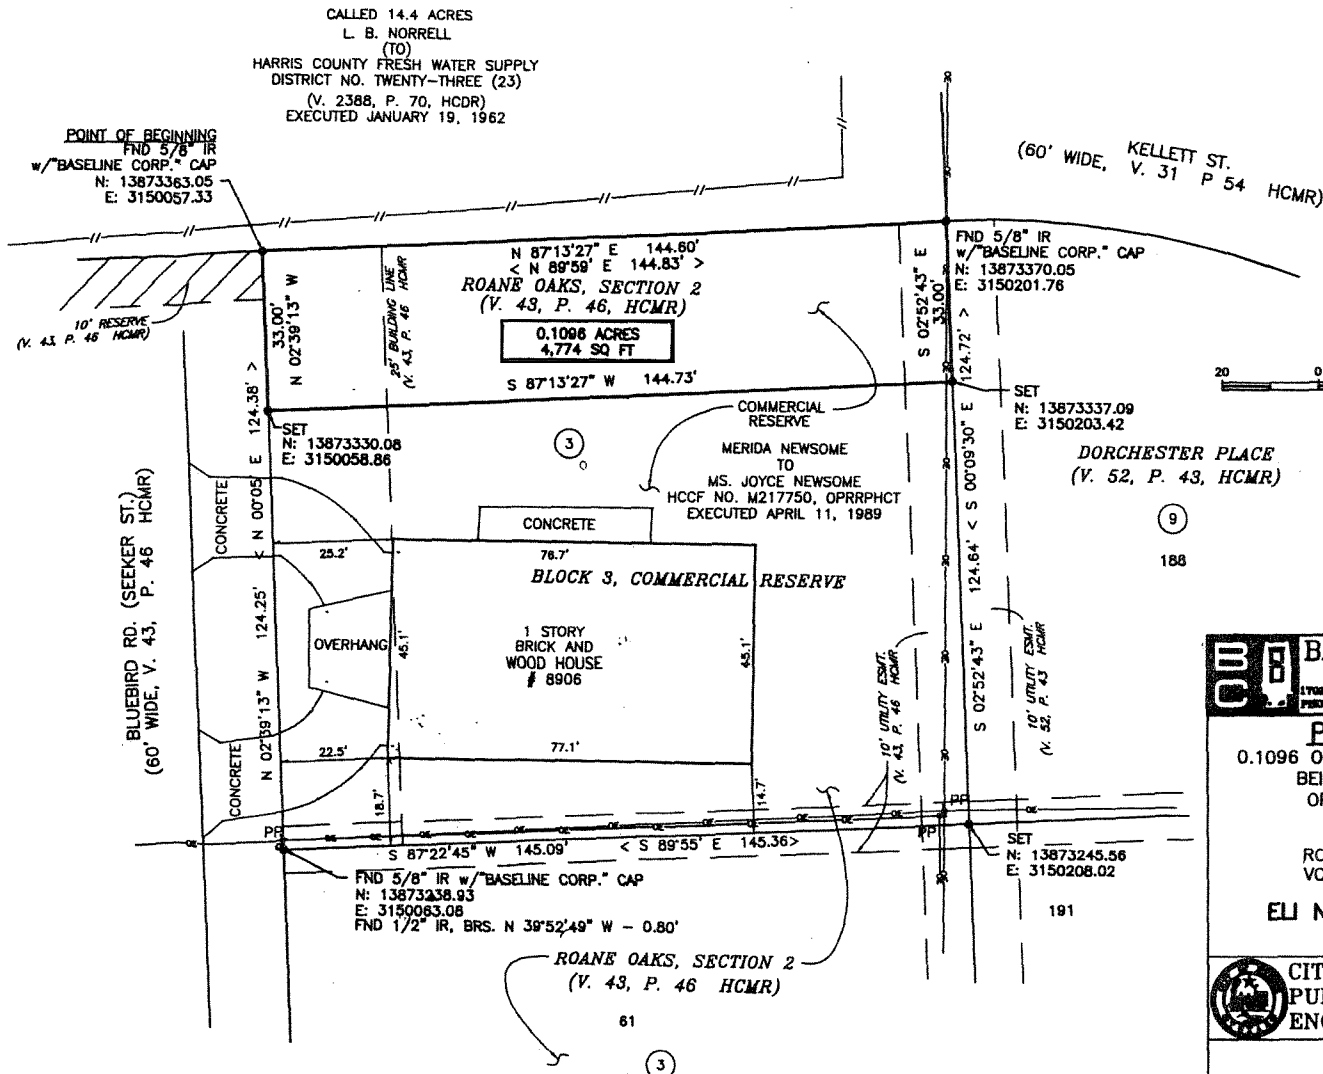 CALLED 14.4 ACRES
L. B. NORRELL
(TO)
HARRIS COUNTY FRESH WATER SUPPLY
DISTRICT NO. TWENTY-THREE (23)
(V. 2388, P. 70, HCDR)
EXECUTED JANUARY 19, 1962
POINT OF BEGINNING
FND 5/8" IR
w/"BASELINE CORP." CAP
N: 13873363.05
E: 3150057.33
KELLETT ST.
(60' WIDE, V. 31 P 54 HCMR)
N 87°13'27" E 144.60'
< N 89°59' E 144.83' >
ROANE OAKS, SECTION 2
(V. 43, P. 46, HCMR)
0.1096 ACRES
4,774 SQ FT
S 87°13'27" W 144.73'
FND 5/8" IR
w/"BASELINE CORP." CAP
N: 13873370.05
E: 3150201.76
10' RESERVE
(V. 43, P. 46 HCMR)
N 02°39'13" W
33.00'
25' BUILDING LINE
(V. 43, P. 46 HCMR)
S 02°52'43" E
33.00'
SET
N: 13873330.08
E: 3150058.86
3
COMMERCIAL
RESERVE
MERIDA NEWSOME
TO
MS. JOYCE NEWSOME
HCCF NO. M217750, OPRRPHCT
EXECUTED APRIL 11, 1989
SET
N: 13873337.09
E: 3150203.42
20
0
DORCHESTER PLACE
(V. 52, P. 43, HCMR)
9
188
BLUEBIRD RD. (SEEKER ST.)
(60' WIDE, V. 43, P. 46 HCMR)
CONCRETE
N 02°39'13" W 124.25' < N 00°05' E 124.38' >
CONCRETE
25.2'
76.7'
BLOCK 3, COMMERCIAL RESERVE
OVERHANG
45.1'
1 STORY
BRICK AND
WOOD HOUSE
# 8906
45.1'
S 02°52'43" E 124.64' < S 00°09'30" E 124.72' >
10' UTILITY ESMT.
(V. 43, P. 46 HCMR)
10' UTILITY ESMT.
(V. 52, P. 43 HCMR)
CONCRETE
22.5'
77.1'
18.7'
14.7'
PP
PP
PP
S 87°22'45" W 145.09' < S 89°55' E 145.36>
FND 5/8" IR w/"BASELINE CORP." CAP
N: 13873238.93
E: 3150063.08
FND 1/2" IR, BRS. N 39°52'49" W - 0.80'
SET
N: 13873245.56
E: 3150208.02
191
ROANE OAKS, SECTION 2
(V. 43, P. 46 HCMR)
61
3
BC
0.1096 O
BEI
ELI N
CIT
PU
EN